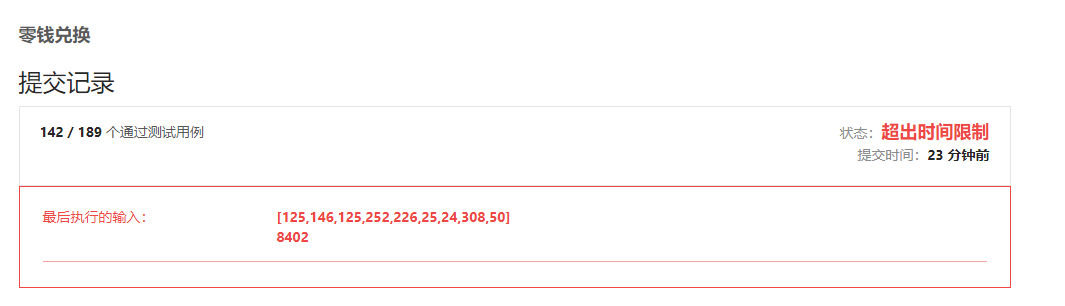 零钱兑换
提交记录
142 / 189 个通过测试用例
状态：超出时间限制
提交时间：23 分钟前
最后执行的输入：
[125,146,125,252,226,25,24,308,50]
8402